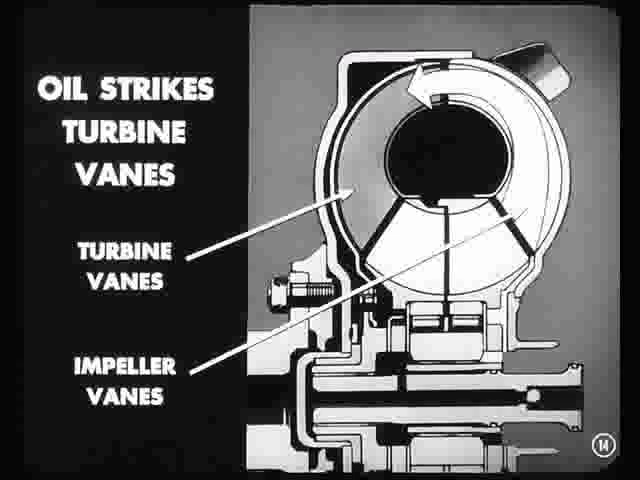 OIL STRIKES
TURBINE
VANES
TURBINE
VANES
IMPELLER
VANES
14